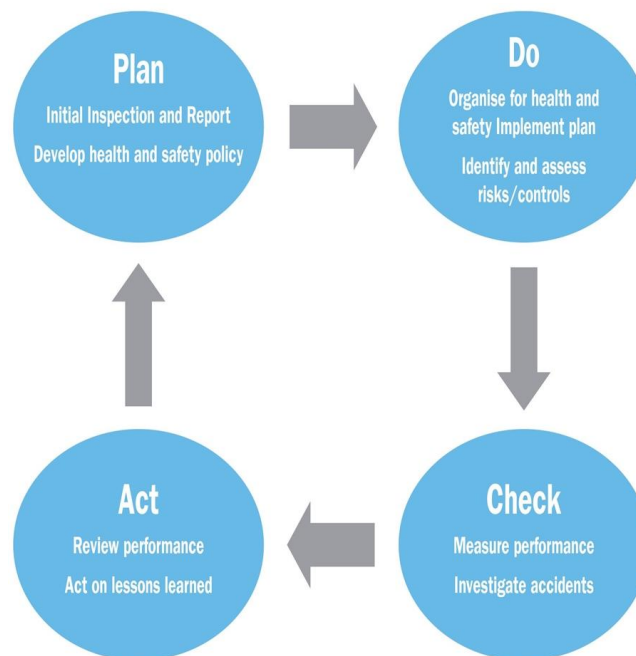 Plan
Initial Inspection and Report
Develop health and safety policy
Do
Organise for health and
safety Implement plan
Identify and assess
risks/controls
Act
Review performance
Act on lessons learned
Check
Measure performance
Investigate accidents